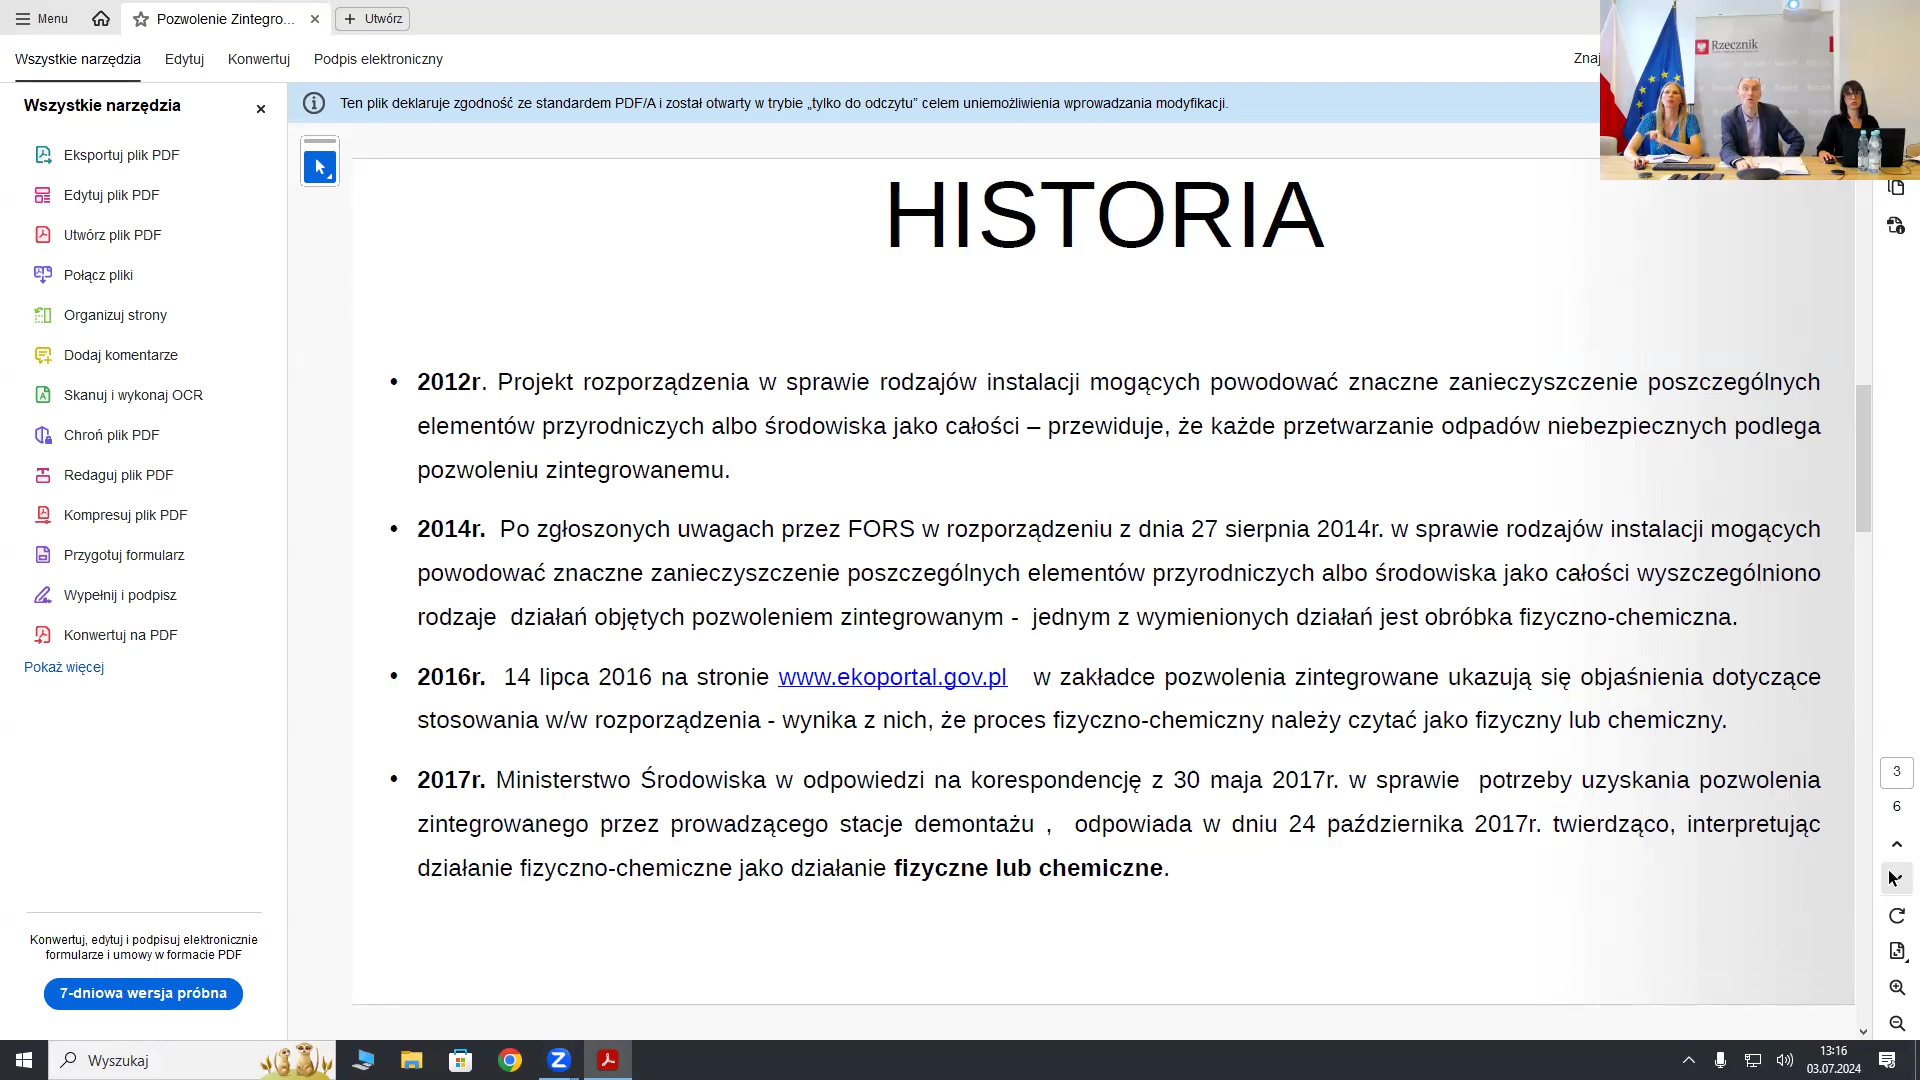 Menu
Pozwolenie Zintegro...
Utwórz
Wszystkie narzędzia
Edytuj
Konwertuj
Podpis elektroniczny
Znaj
Rzecznik
Wszystkie narzędzia
Ten plik deklaruje zgodność ze standardem PDF/A i został otwarty w trybie „tylko do odczytu” celem uniemożliwienia wprowadzania modyfikacji.
Eksportuj plik PDF
Edytuj plik PDF
Utwórz plik PDF
Połącz pliki
Organizuj strony
Dodaj komentarze
Skanuj i wykonaj OCR
Chroń plik PDF
Redaguj plik PDF
Kompresuj plik PDF
Przygotuj formularz
Wypełnij i podpisz
Konwertuj na PDF
Pokaż więcej
Konwertuj, edytuj i podpisuj elektronicznie
formularze i umowy w formacie PDF
7-dniowa wersja próbna
HISTORIA
• 2012r. Projekt rozporządzenia w sprawie rodzajów instalacji mogących powodować znaczne zanieczyszczenie poszczególnych
elementów przyrodniczych albo środowiska jako całości – przewiduje, że każde przetwarzanie odpadów niebezpiecznych podlega
pozwoleniu zintegrowanemu.
• 2014r. Po zgłoszonych uwagach przez FORS w rozporządzeniu z dnia 27 sierpnia 2014r. w sprawie rodzajów instalacji mogących
powodować znaczne zanieczyszczenie poszczególnych elementów przyrodniczych albo środowiska jako całości wyszczególniono
rodzaje działań objętych pozwoleniem zintegrowanym - jednym z wymienionych działań jest obróbka fizyczno-chemiczna.
• 2016r. 14 lipca 2016 na stronie www.ekoportal.gov.pl w zakładce pozwolenia zintegrowane ukazują się objaśnienia dotyczące
stosowania w/w rozporządzenia - wynika z nich, że proces fizyczno-chemiczny należy czytać jako fizyczny lub chemiczny.
• 2017r. Ministerstwo Środowiska w odpowiedzi na korespondencję z 30 maja 2017r. w sprawie potrzeby uzyskania pozwolenia
zintegrowanego przez prowadzącego stacje demontażu , odpowiada w dniu 24 października 2017r. twierdząco, interpretując
działanie fizyczno-chemiczne jako działanie fizyczne lub chemiczne.
3
6
Wyszukaj
13:16
03.07.2024